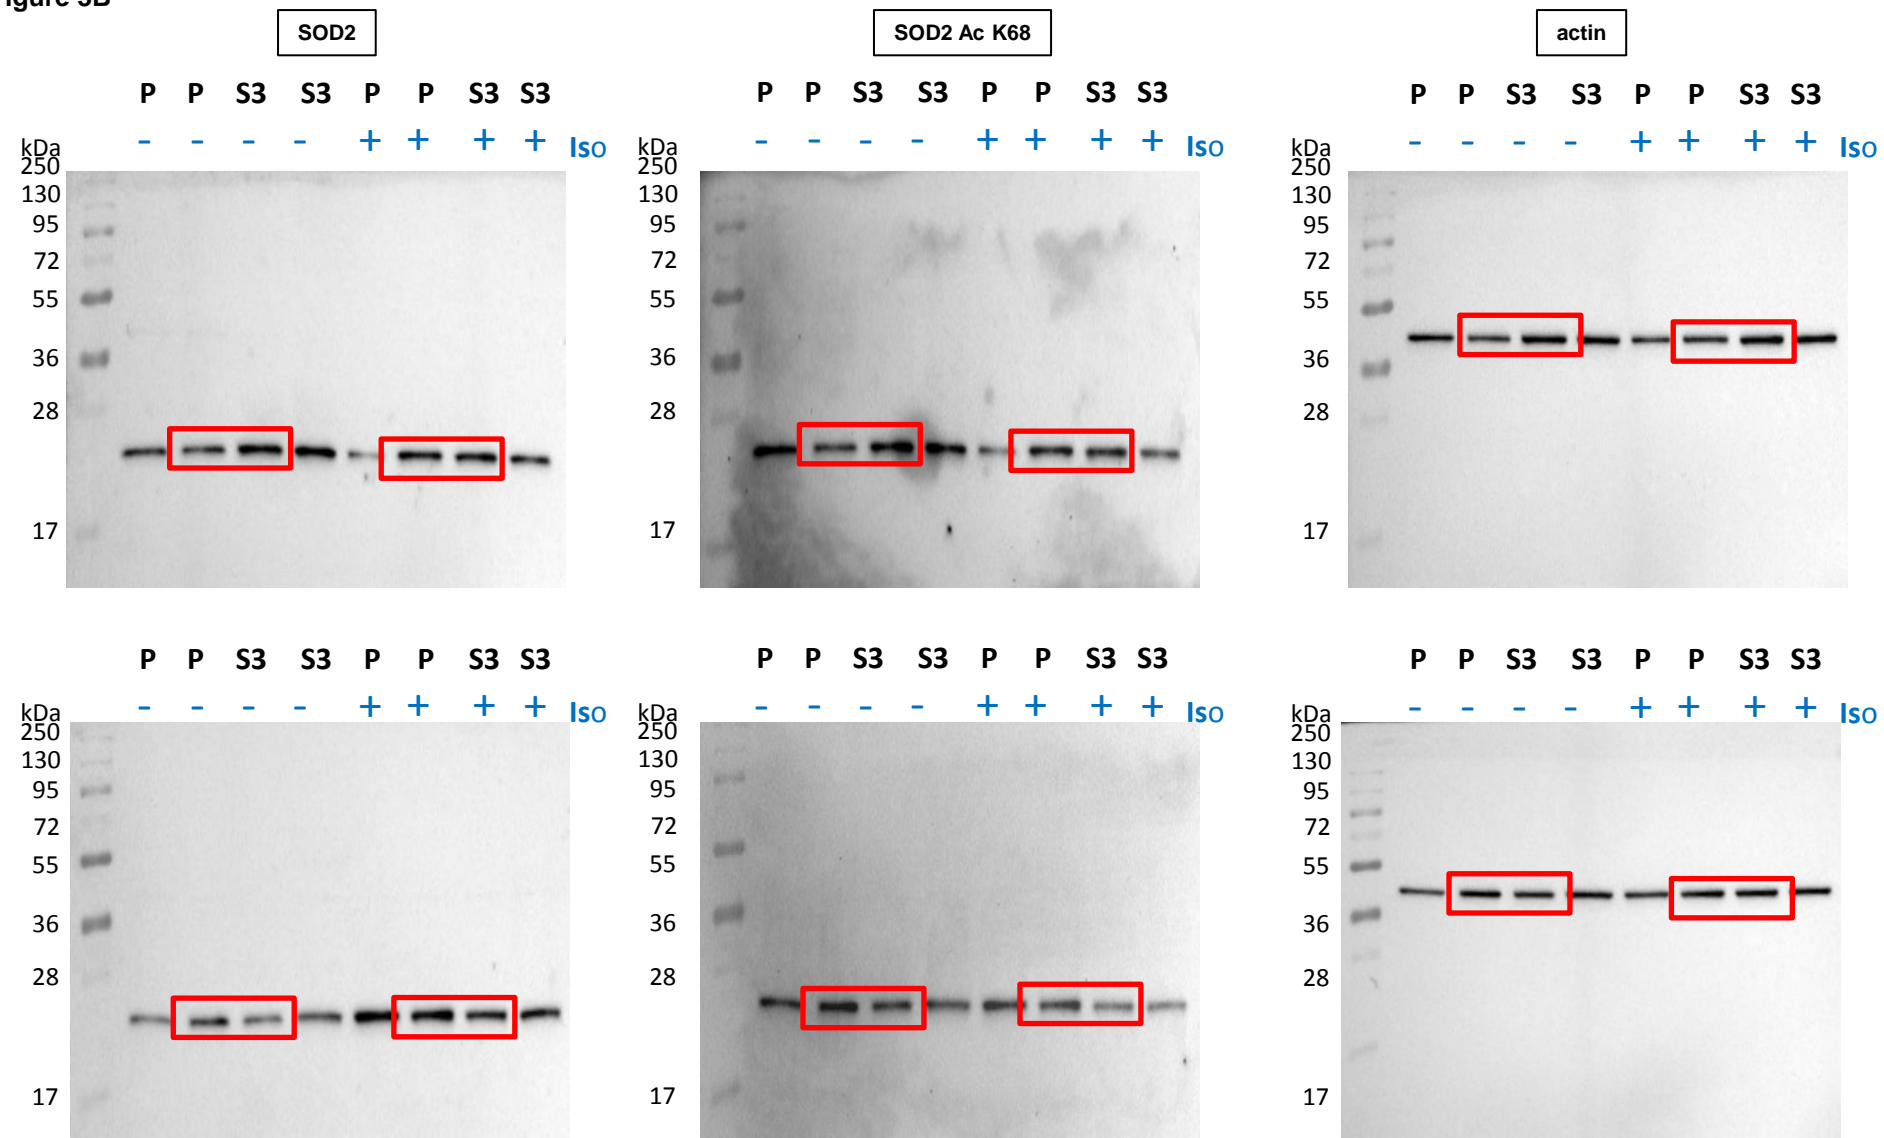 Figure 3B
SOD2
SOD2 Ac K68
actin
P P S3 S3 P P S3 S3
- - - - + + + + Iso
kDa
250
130
95
72
55
36
28
17
P P S3 S3 P P S3 S3
- - - - + + + + Iso
kDa
250
130
95
72
55
36
28
17
P P S3 S3 P P S3 S3
- - - - + + + + Iso
kDa
250
130
95
72
55
36
28
17
P P S3 S3 P P S3 S3
- - - - + + + + Iso
kDa
250
130
95
72
55
36
28
17
P P S3 S3 P P S3 S3
- - - - + + + + Iso
kDa
250
130
95
72
55
36
28
17
P P S3 S3 P P S3 S3
- - - - + + + + Iso
kDa
250
130
95
72
55
36
28
17